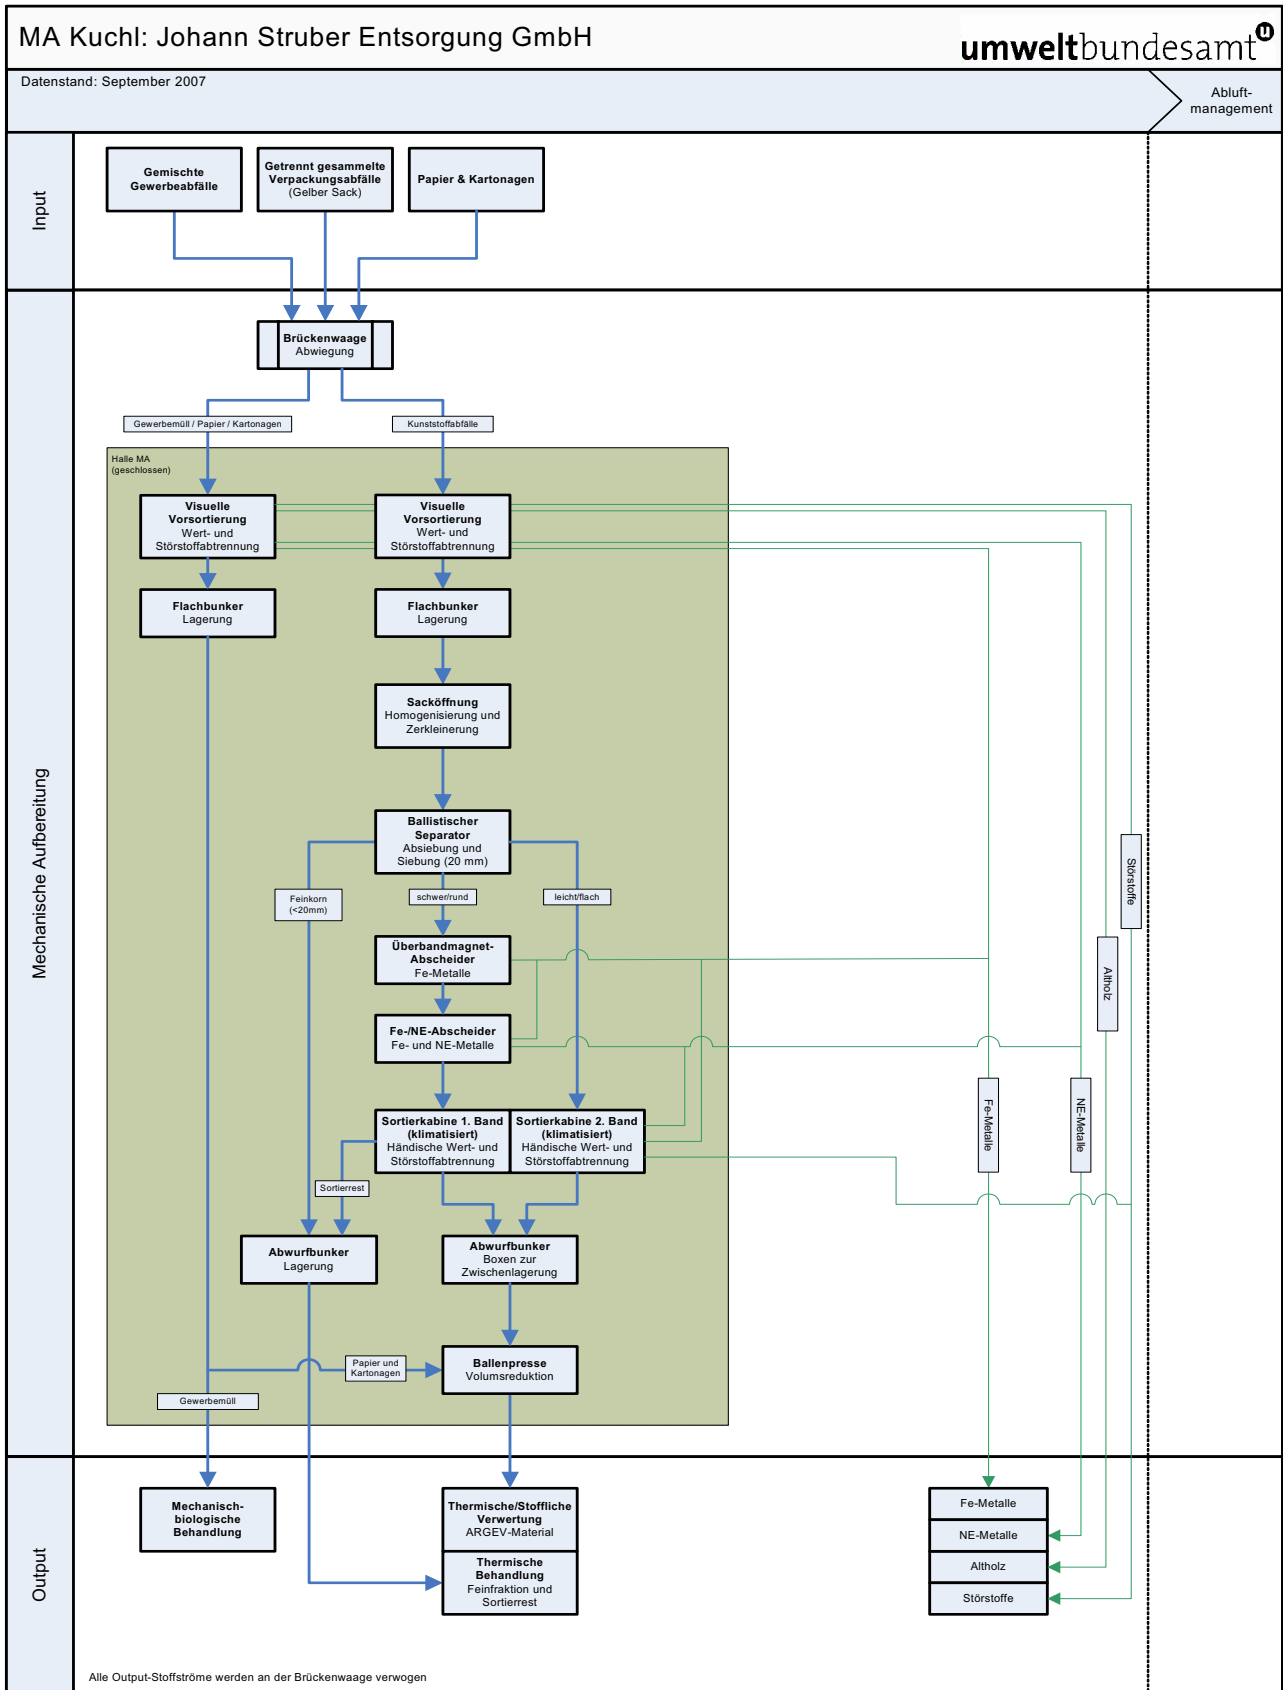 MA Kuchl: Johann Struber Entsorgung GmbH
umweltbundesamt
u
Datenstand: September 2007
Abluft-
management
Input
Gemischte
Gewerbeabfälle
Getrennt gesammelte
Verpackungsabfälle
(Gelber Sack)
Papier & Kartonagen
Mechanische Aufbereitung
Brückenwaage
Abwiegung
Gewerbemüll / Papier / Kartonagen
Kunststoffabfälle
Halle MA
(geschlossen)
Visuelle
Vorsortierung
Wert- und
Störstoffabtrennung
Visuelle
Vorsortierung
Wert- und
Störstoffabtrennung
Flachbunker
Lagerung
Flachbunker
Lagerung
Sacköffnung
Homogenisierung und
Zerkleinerung
Ballistischer
Separator
Absiebung und
Siebung (20 mm)
Feinkorn
(<20mm)
schwer/rund
leicht/flach
Störstoffe
Überbandmagnet-
Abscheider
Fe-Metalle
Altholz
Fe-/NE-Abscheider
Fe- und NE-Metalle
Fe-Metalle
NE-Metalle
Sortierkabine 1. Band
(klimatisiert)
Händische Wert- und
Störstoffabtrennung
Sortierkabine 2. Band
(klimatisiert)
Händische Wert- und
Störstoffabtrennung
Sortierrest
Abwurfbunker
Lagerung
Abwurfbunker
Boxen zur
Zwischenlagerung
Papier und
Kartonagen
Ballenpresse
Volumsreduktion
Gewerbemüll
Output
Mechanisch-
biologische
Behandlung
Thermische/Stoffliche
Verwertung
ARGEV-Material
Thermische
Behandlung
Feinfraktion und
Sortierrest
Fe-Metalle
NE-Metalle
Altholz
Störstoffe
Alle Output-Stoffströme werden an der Brückenwaage verwogen